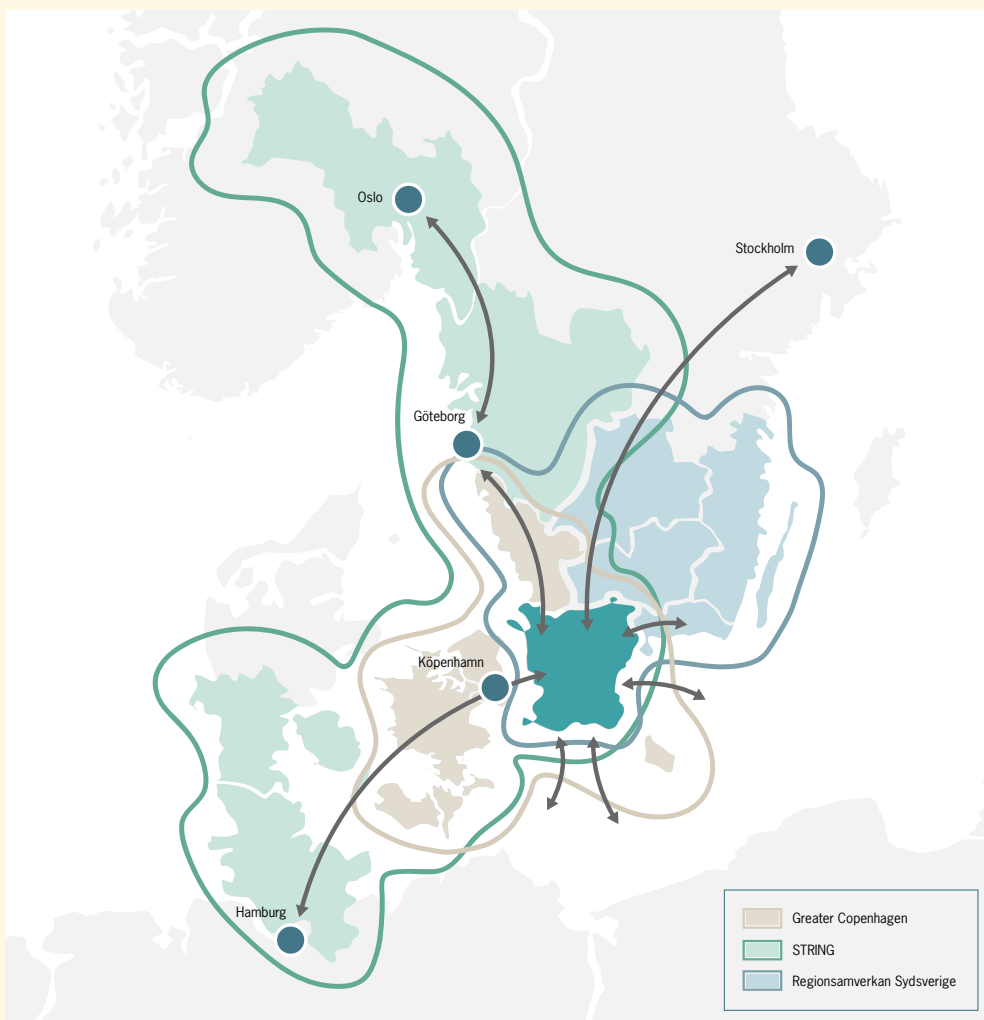 Oslo
Stockholm
Göteborg
Köpenhamn
Hamburg
Greater Copenhagen
STRING
Regionsamverkan Sydsverige